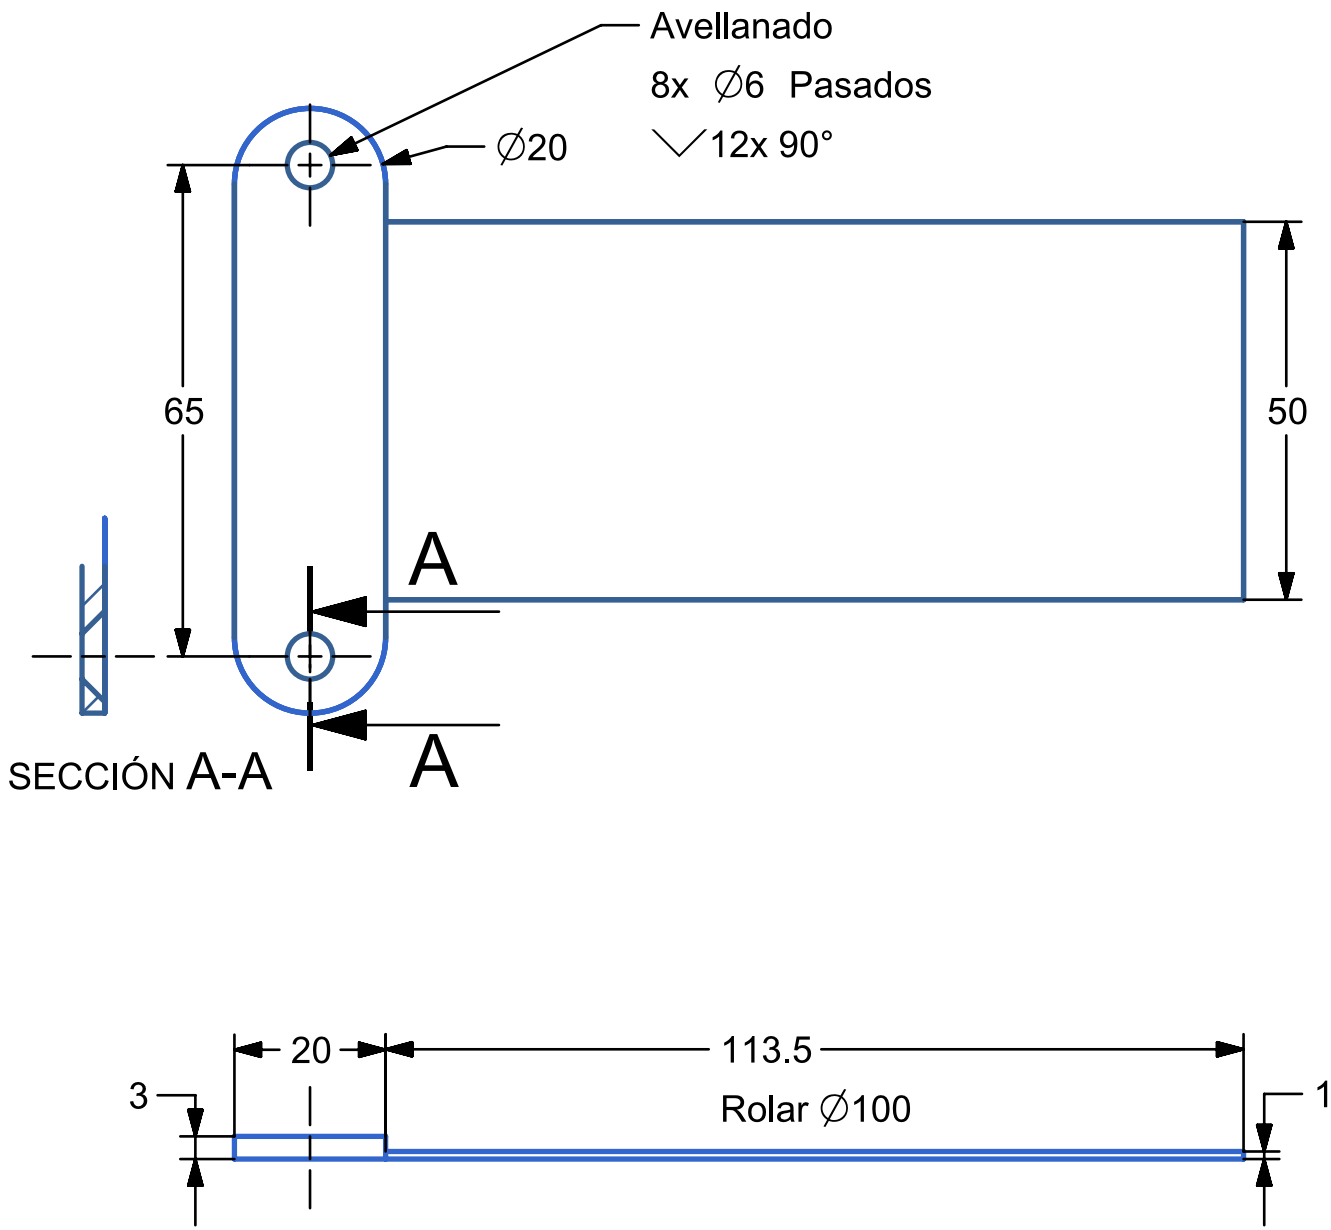 Avellanado
8x ∅6 Pasados
∅20
⌵12x 90°
65
50
A
A
SECCIÓN A-A
20
113.5
3
Rolar ∅100
1